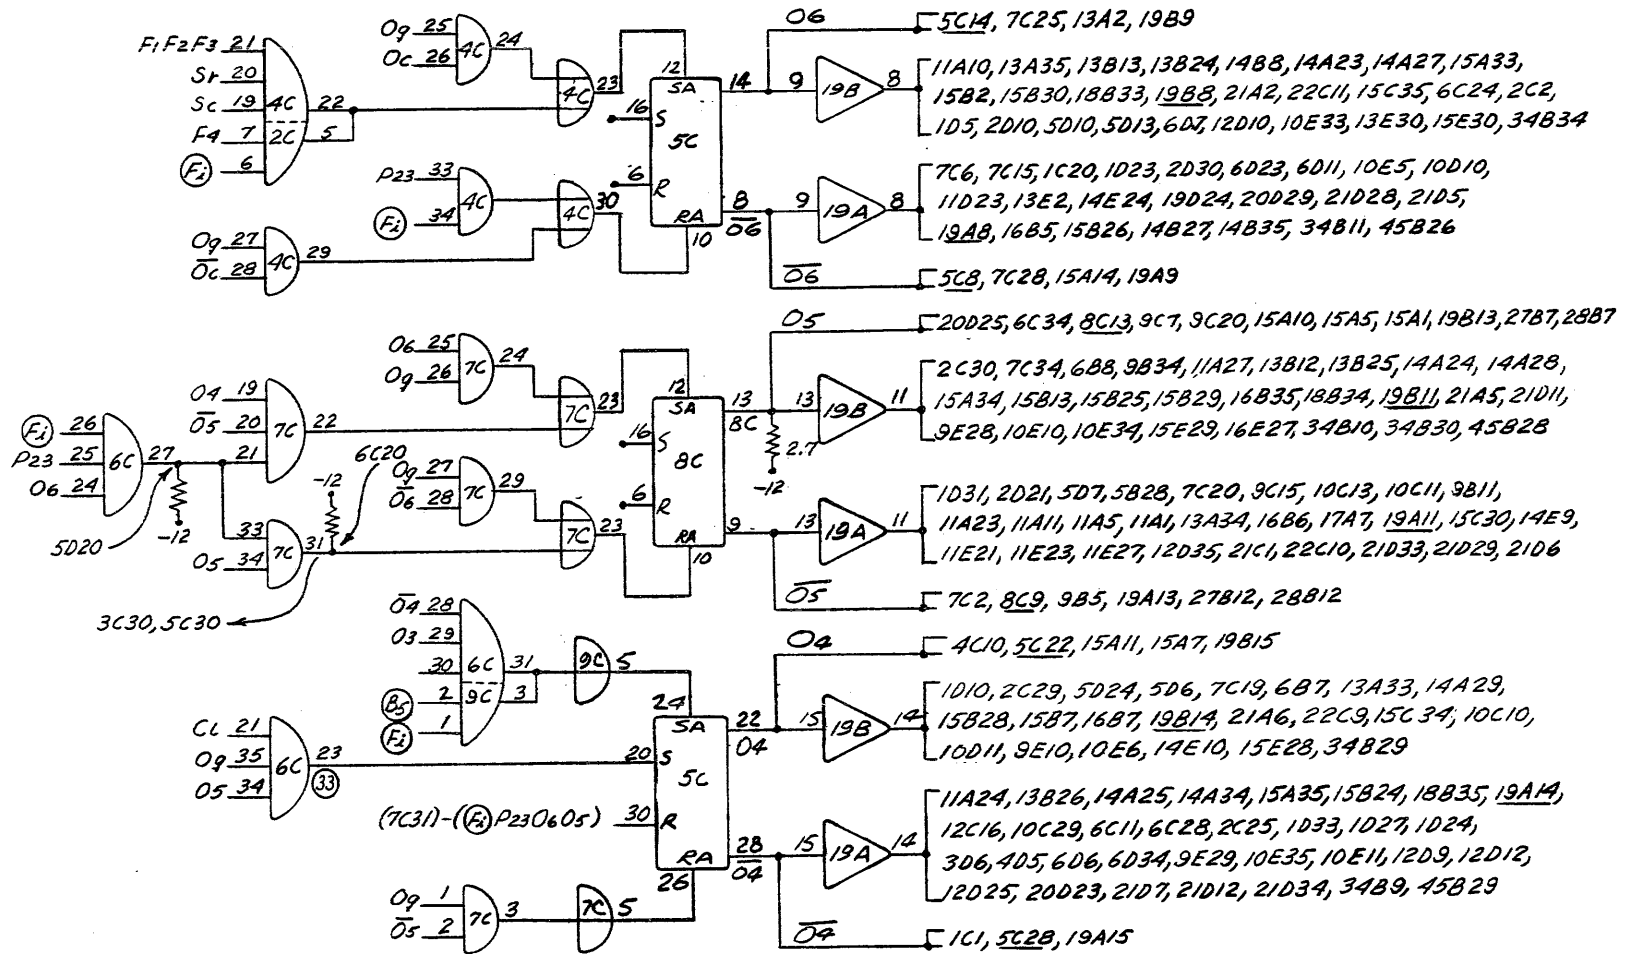 O6
5C14, 7C25, 13A2, 19B9
Og 25
Oc 26
4C
24
F1F2F3 21
Sr 20
Sc 19
F4 7
Fi 6
4C
2C
22
5
4C
23
12
SA
16
S
5C
6
R
RA
10
14
9
19B
8
11A10, 13A35, 13B13, 13B24, 14B8, 14A23, 14A27, 15A33,
15B2, 15B30, 18B33, 19B8, 21A2, 22C11, 15C35, 6C24, 2C2,
1D5, 2D10, 5D10, 5D13, 6D7, 12D10, 10E33, 13E30, 15E30, 34B34
P23 33
Fi 34
4C
4C
30
Og 27
O̅c 28
4C
29
8
O̅6
9
19A
8
7C6, 7C15, 1C20, 1D23, 2D30, 6D23, 6D11, 10E5, 10D10,
11D23, 13E2, 14E24, 19D24, 20D29, 21D28, 21D5,
19A8, 16B5, 15B26, 14B27, 14B35, 34B11, 45B26
O̅6
5C8, 7C28, 15A14, 19A9
O5
20D25, 6C34, 8C13, 9C7, 9C20, 15A10, 15A5, 15A1, 19B13, 27B7, 28B7
O6 25
Og 26
7C
24
O4 19
O̅5 20
21
7C
22
7C
23
12
SA
16
S
8C
6
R
RA
10
13
8C
2.7
-12
13
19B
11
2C30, 7C34, 6B8, 9B34, 11A27, 13B12, 13B25, 14A24, 14A28,
15A34, 15B13, 15B25, 15B29, 16B35, 18B34, 19B11, 21A5, 21D11,
9E28, 10E10, 10E34, 15E29, 16E27, 34B10, 34B30, 45B28
Fi 26
P23 25
O6 24
6C
27
-12
5D20
33
O5 34
7C
31
-12
6C20
3C30, 5C30
Og 27
O̅6 28
7C
29
7C
23
9
13
19A
11
1D31, 2D21, 5D7, 5B28, 7C20, 9C15, 10C13, 10C11, 9B11,
11A23, 11A11, 11A5, 11A1, 13A34, 16B6, 17A7, 19A11, 15C30, 14E9,
11E21, 11E23, 11E27, 12D35, 21C1, 22C10, 21D33, 21D29, 21D6
O̅5
7C2, 8C9, 9B5, 19A13, 27B12, 28B12
O̅4 28
O3 29
30
B5 2
Fi 1
6C
9C
31
3
9C
5
O4
4C10, 5C22, 15A11, 15A7, 19B15
24
SA
20
S
5C
30
R
RA
26
22
O4
15
19B
14
1D10, 2C29, 5D24, 5D6, 7C19, 6B7, 13A33, 14A29,
15B28, 15B7, 16B7, 19B14, 21A6, 22C9, 15C34, 10C10,
10D11, 9E10, 10E6, 14E10, 15E28, 34B29
Cl 21
Og 35
O5 34
6C
23
33
(7C31)-(Fi P23O6O5)
28
O̅4
15
19A
14
11A24, 13B26, 14A25, 14A34, 15A35, 15B24, 18B35, 19A14,
12C16, 10C29, 6C11, 6C28, 2C25, 1D33, 1D27, 1D24,
3D6, 4D5, 6D6, 6D34, 9E29, 10E35, 10E11, 12D9, 12D12,
12D25, 20D23, 21D7, 21D12, 21D34, 34B9, 45B29
Og 1
O̅5 2
7C
3
7C
5
O̅4
1C1, 5C28, 19A15